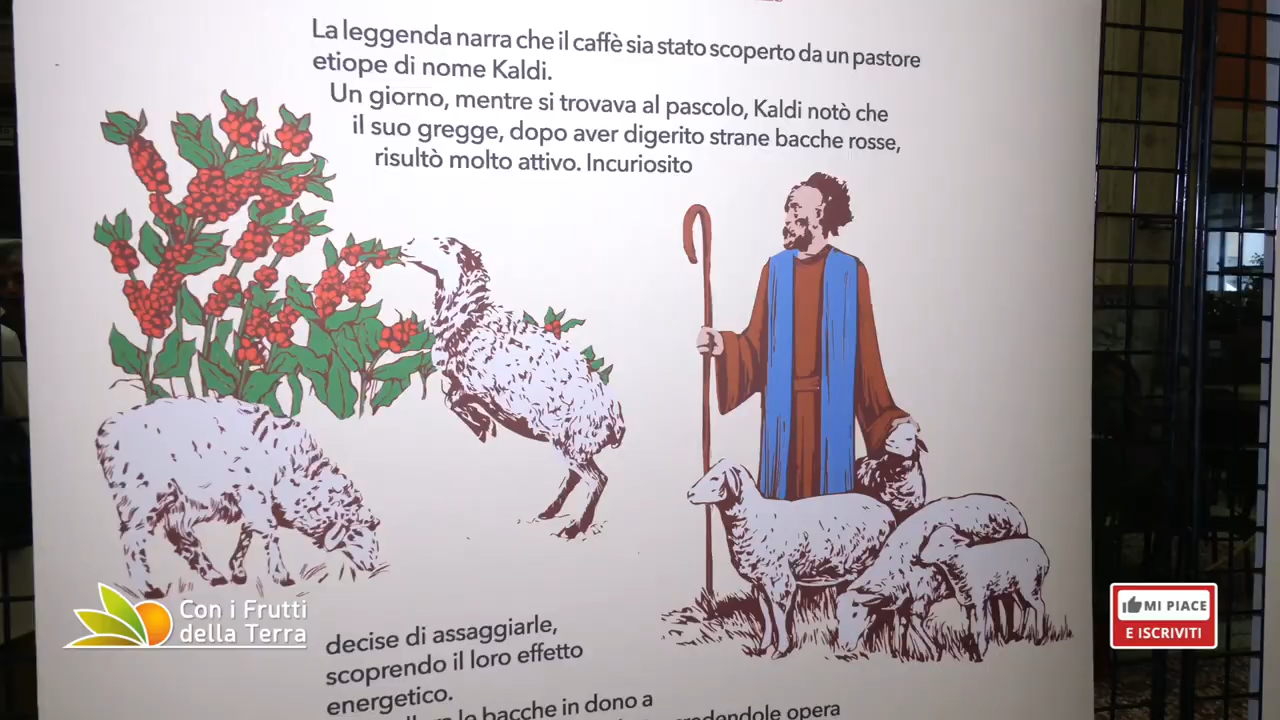 La leggenda narra che il caffè sia stato scoperto da un pastore
etiope di nome Kaldi.
Un giorno, mentre si trovava al pascolo, Kaldi notò che
il suo gregge, dopo aver digerito strane bacche rosse,
risultò molto attivo. Incuriosito
decise di assaggiarle,
scoprendo il loro effetto
energetico.
le bacche in dono a
credendole opera
Con i Frutti
della Terra
MI PIACE
E ISCRIVITI